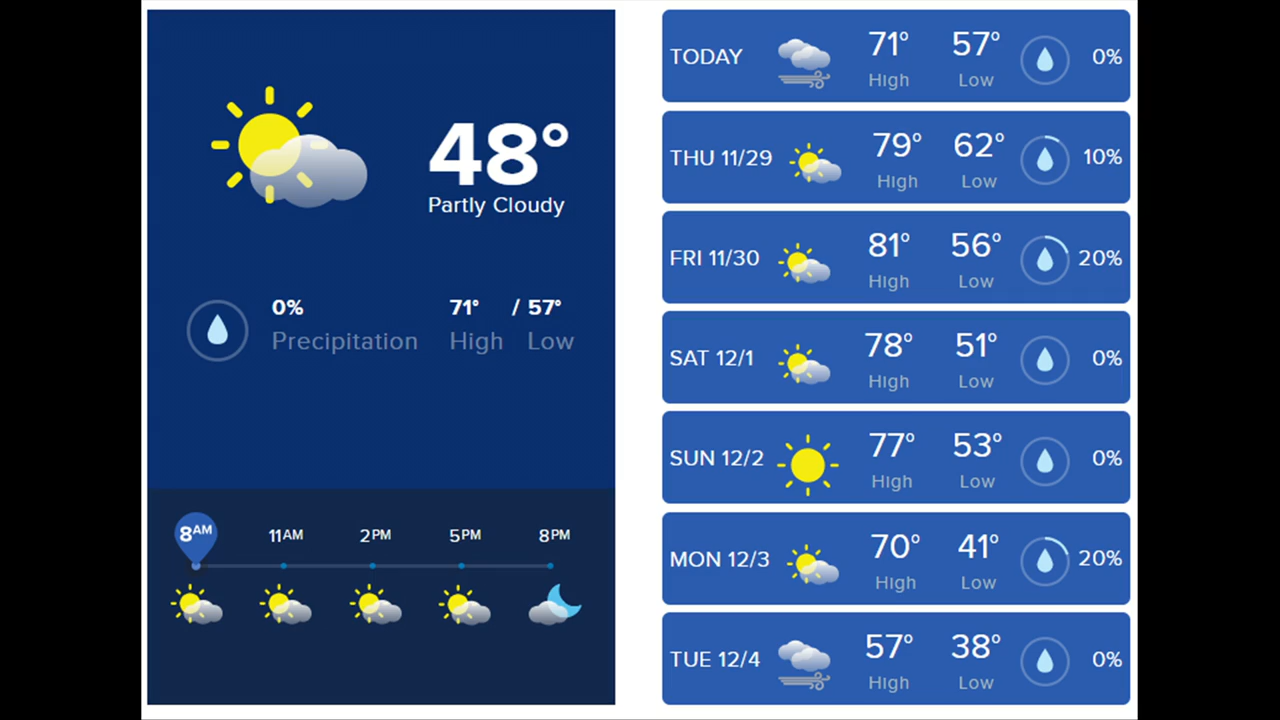 48°
Partly Cloudy
0%
Precipitation
71° / 57°
High Low
8AM 11AM 2PM 5PM 8PM
TODAY 71° 57° 0%
High Low
THU 11/29 79° 62° 10%
High Low
FRI 11/30 81° 56° 20%
High Low
SAT 12/1 78° 51° 0%
High Low
SUN 12/2 77° 53° 0%
High Low
MON 12/3 70° 41° 20%
High Low
TUE 12/4 57° 38° 0%
High Low